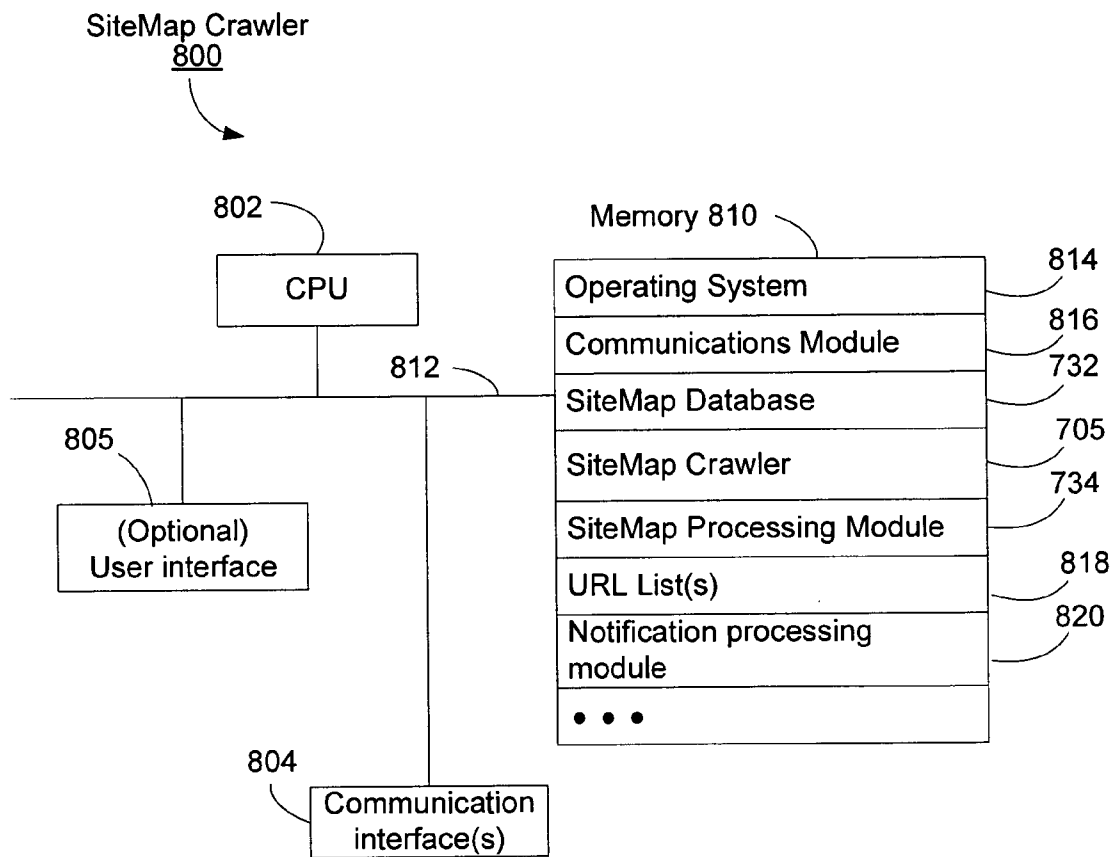 SiteMap Crawler
800
802
CPU
Memory 810
Operating System
814
Communications Module
816
812
SiteMap Database
732
SiteMap Crawler
705
805
(Optional)
User interface
SiteMap Processing Module
734
URL List(s)
818
Notification processing
module
820
• • •
804
Communication
interface(s)